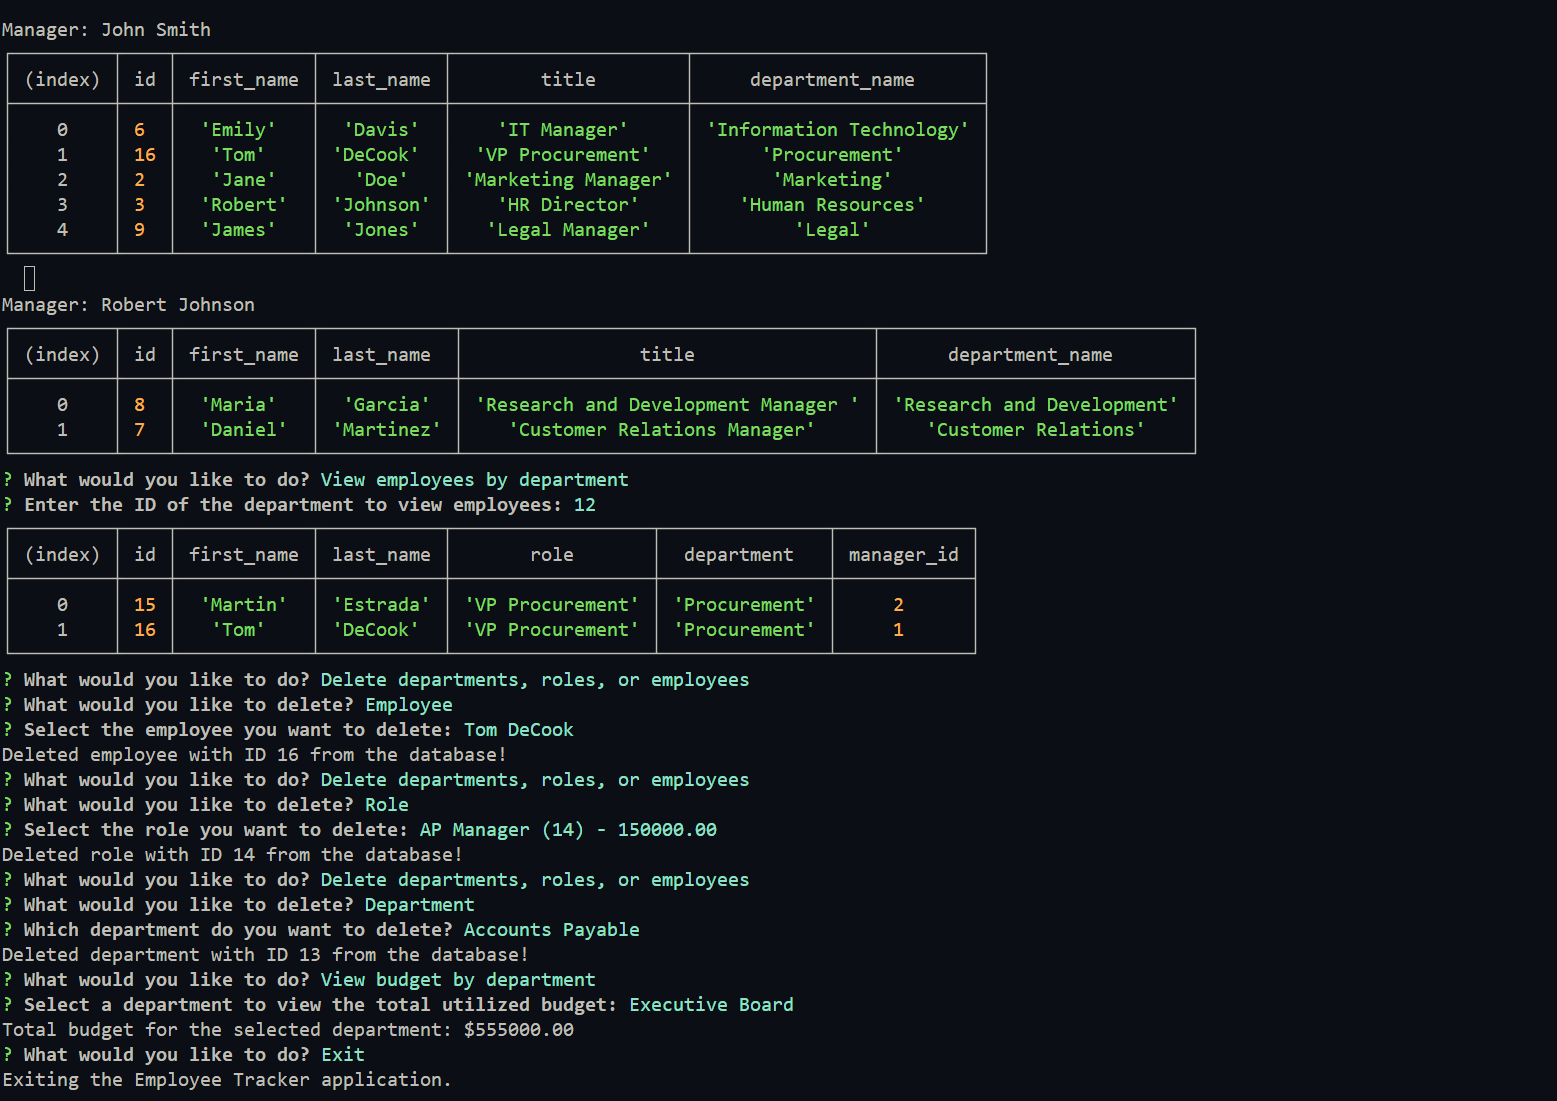 Manager: John Smith
(index) id first_name last_name title department_name
0 6 'Emily' 'Davis' 'IT Manager' 'Information Technology'
1 16 'Tom' 'DeCook' 'VP Procurement' 'Procurement'
2 2 'Jane' 'Doe' 'Marketing Manager' 'Marketing'
3 3 'Robert' 'Johnson' 'HR Director' 'Human Resources'
4 9 'James' 'Jones' 'Legal Manager' 'Legal'
Manager: Robert Johnson
(index) id first_name last_name title department_name
0 8 'Maria' 'Garcia' 'Research and Development Manager ' 'Research and Development'
1 7 'Daniel' 'Martinez' 'Customer Relations Manager' 'Customer Relations'
? What would you like to do? View employees by department
? Enter the ID of the department to view employees: 12
(index) id first_name last_name role department manager_id
0 15 'Martin' 'Estrada' 'VP Procurement' 'Procurement' 2
1 16 'Tom' 'DeCook' 'VP Procurement' 'Procurement' 1
? What would you like to do? Delete departments, roles, or employees
? What would you like to delete? Employee
? Select the employee you want to delete: Tom DeCook
Deleted employee with ID 16 from the database!
? What would you like to do? Delete departments, roles, or employees
? What would you like to delete? Role
? Select the role you want to delete: AP Manager (14) - 150000.00
Deleted role with ID 14 from the database!
? What would you like to do? Delete departments, roles, or employees
? What would you like to delete? Department
? Which department do you want to delete? Accounts Payable
Deleted department with ID 13 from the database!
? What would you like to do? View budget by department
? Select a department to view the total utilized budget: Executive Board
Total budget for the selected department: $555000.00
? What would you like to do? Exit
Exiting the Employee Tracker application.